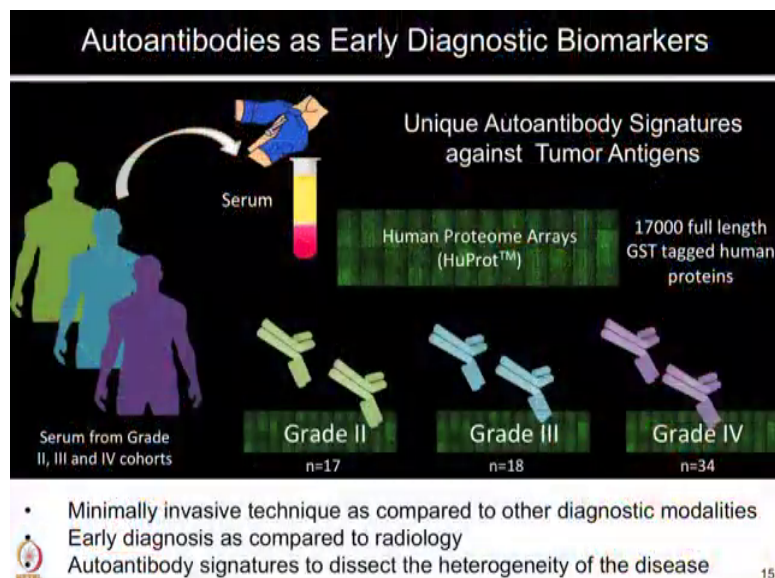 Autoantibodies as Early Diagnostic Biomarkers
Unique Autoantibody Signatures
against Tumor Antigens
Serum
Human Proteome Arrays
(HuProt™)
17000 full length
GST tagged human
proteins
Serum from Grade
II, III and IV cohorts
Grade II
n=17
Grade III
n=18
Grade IV
n=34
• Minimally invasive technique as compared to other diagnostic modalities
• Early diagnosis as compared to radiology
• Autoantibody signatures to dissect the heterogeneity of the disease
15